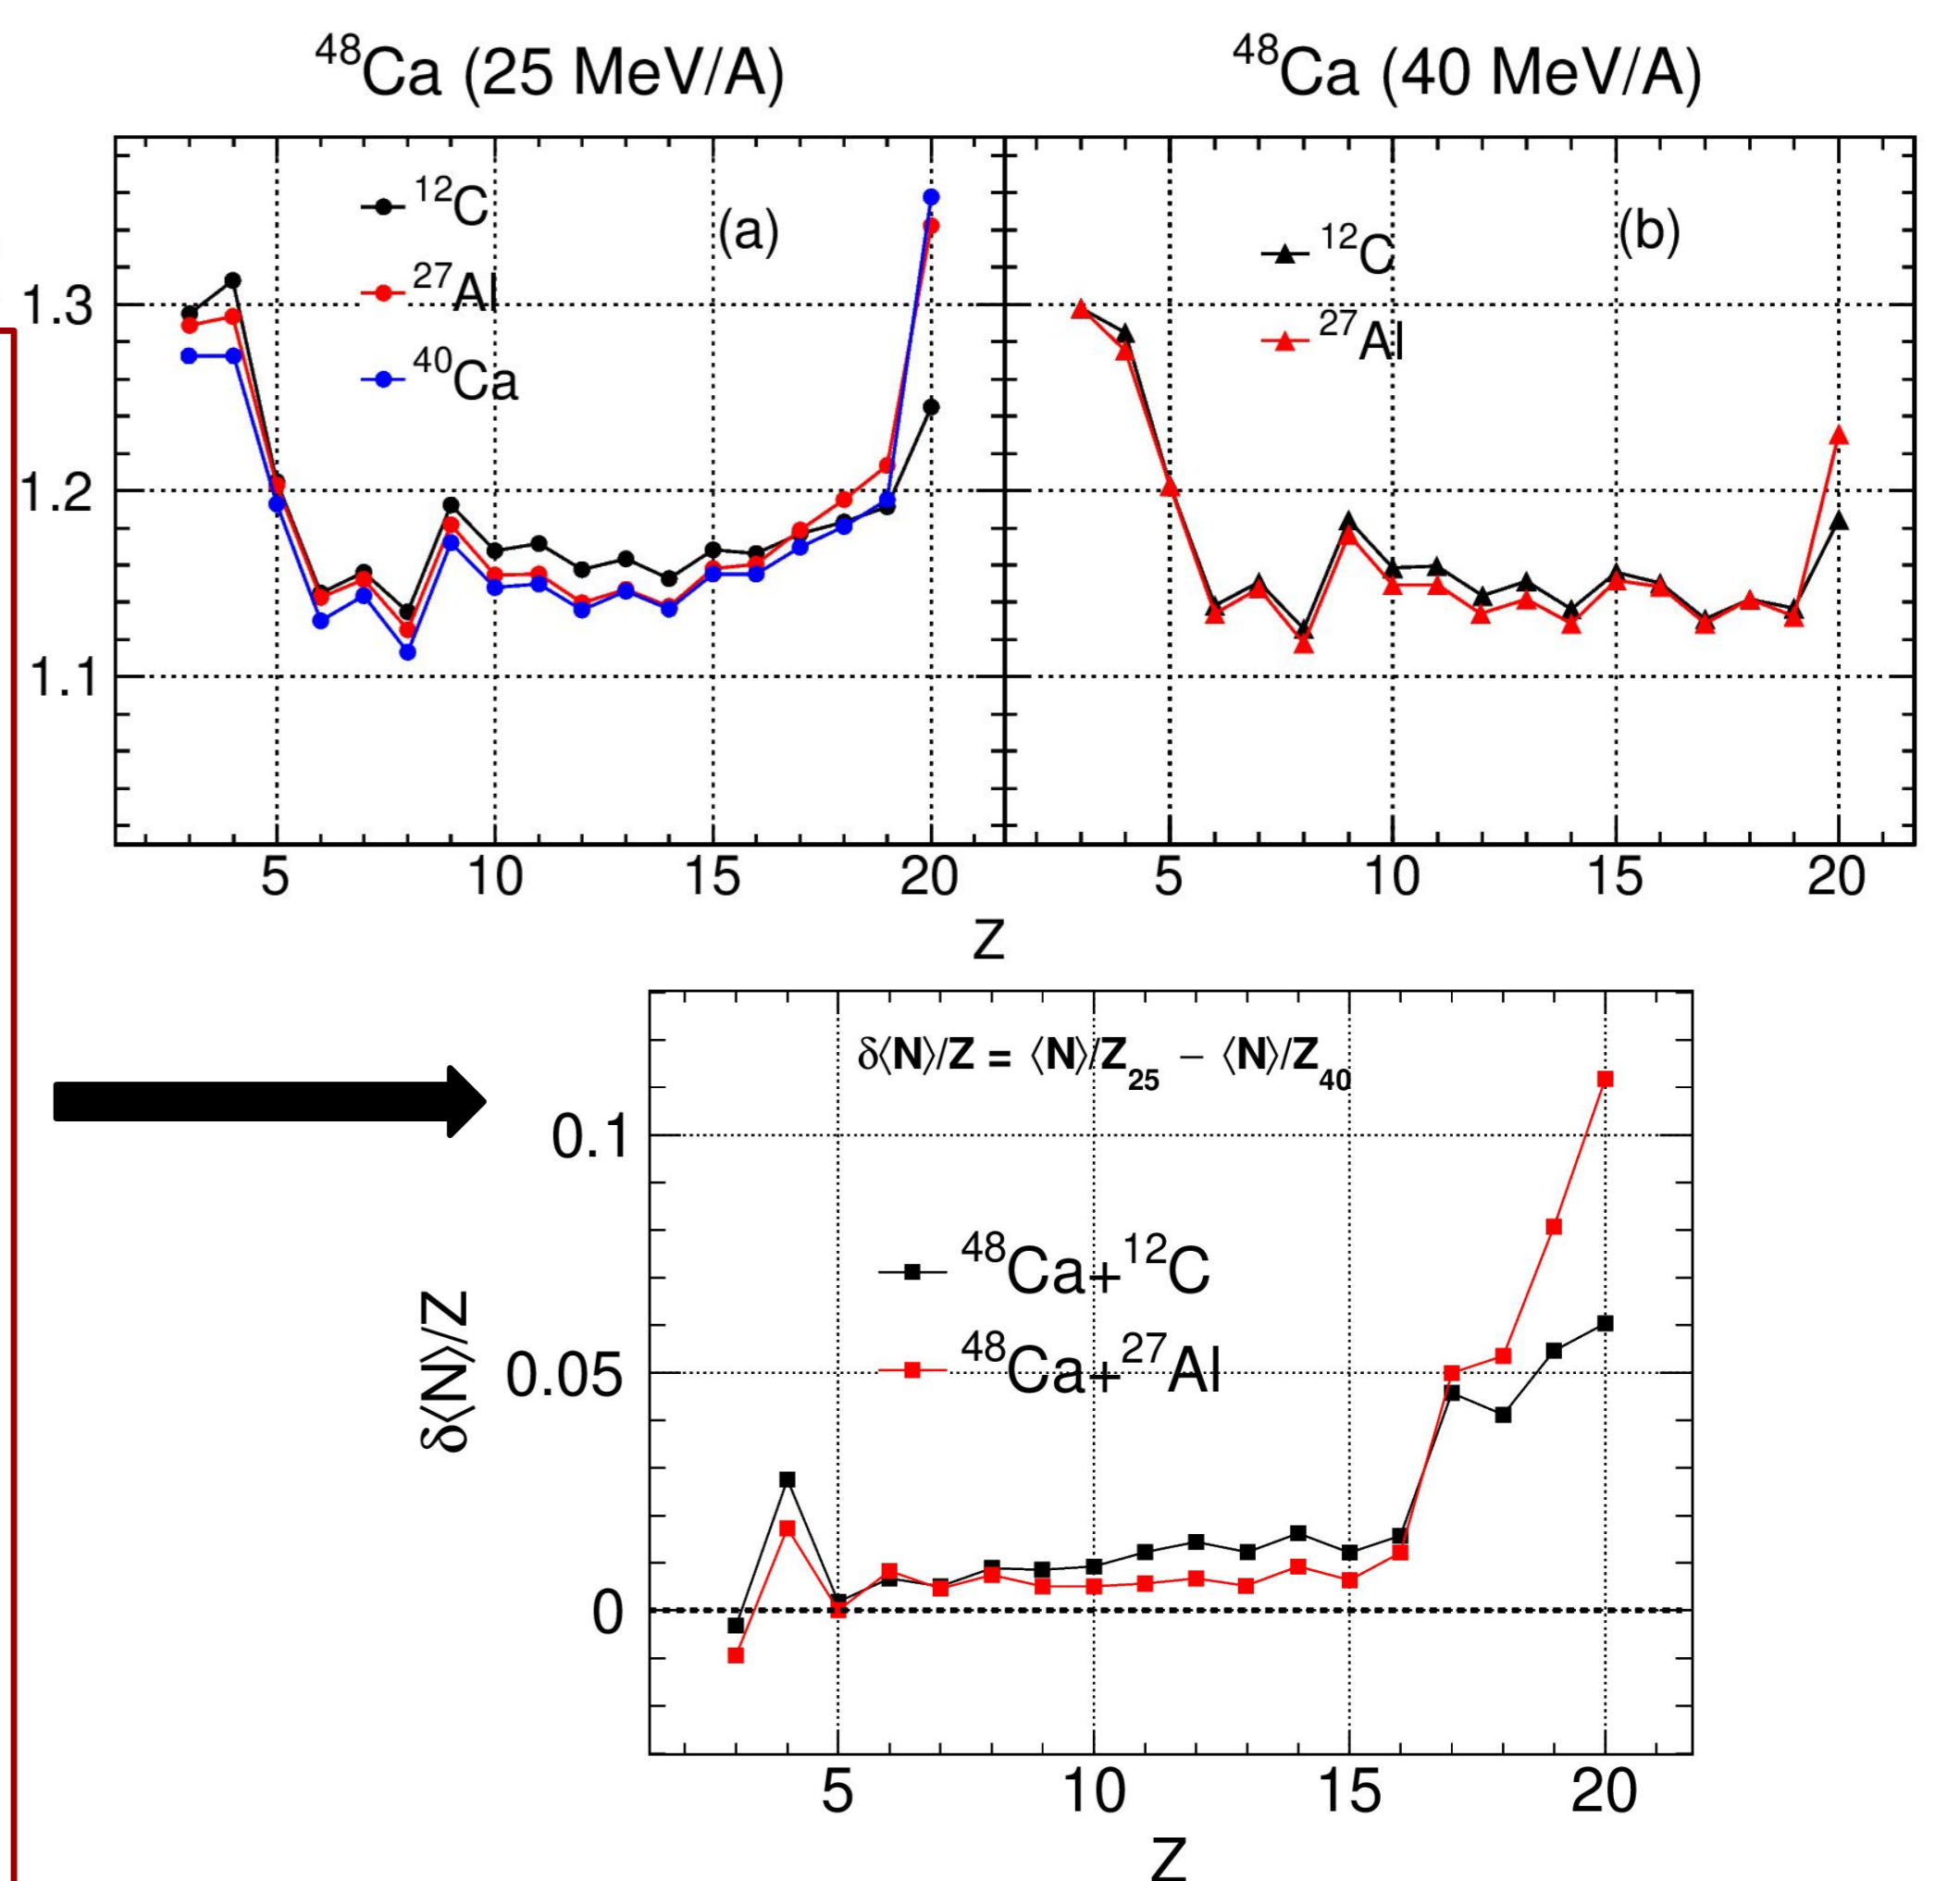 ⁴⁸Ca (25 MeV/A)
⁴⁸Ca (40 MeV/A)
¹²C
²⁷Al
⁴⁰Ca
(a)
¹²C
²⁷Al
(b)
1.3
1.2
1.1
5 10 15 20
5 10 15 20
Z
δ⟨N⟩/Z = ⟨N⟩/Z₂₅ − ⟨N⟩/Z₄₀
⁴⁸Ca+¹²C
⁴⁸Ca+²⁷Al
δ⟨N⟩/Z
0.1
0.05
0
5 10 15 20
Z